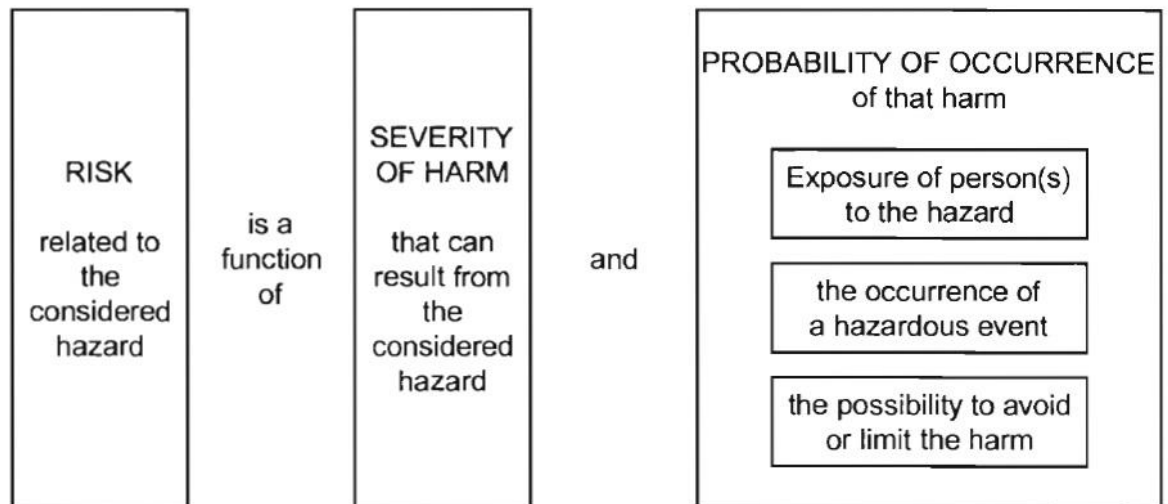 RISK
related to
the
considered
hazard
is a
function
of
SEVERITY
OF HARM
that can
result from
the
considered
hazard
and
PROBABILITY OF OCCURRENCE
of that harm
Exposure of person(s)
to the hazard
the occurrence of
a hazardous event
the possibility to avoid
or limit the harm